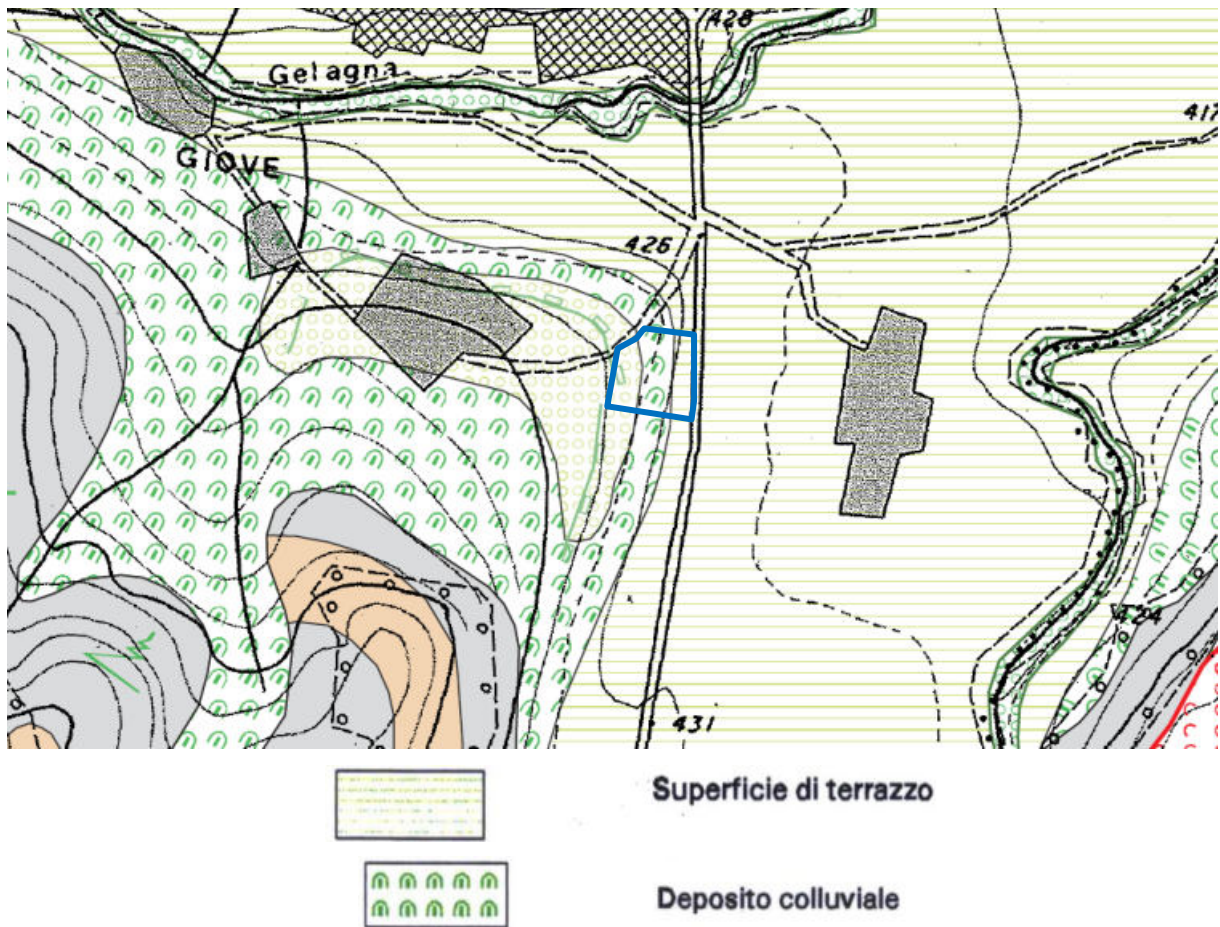 428
Gelagna
417
GIOVE
426
424
431
Superficie di terrazzo
Deposito colluviale